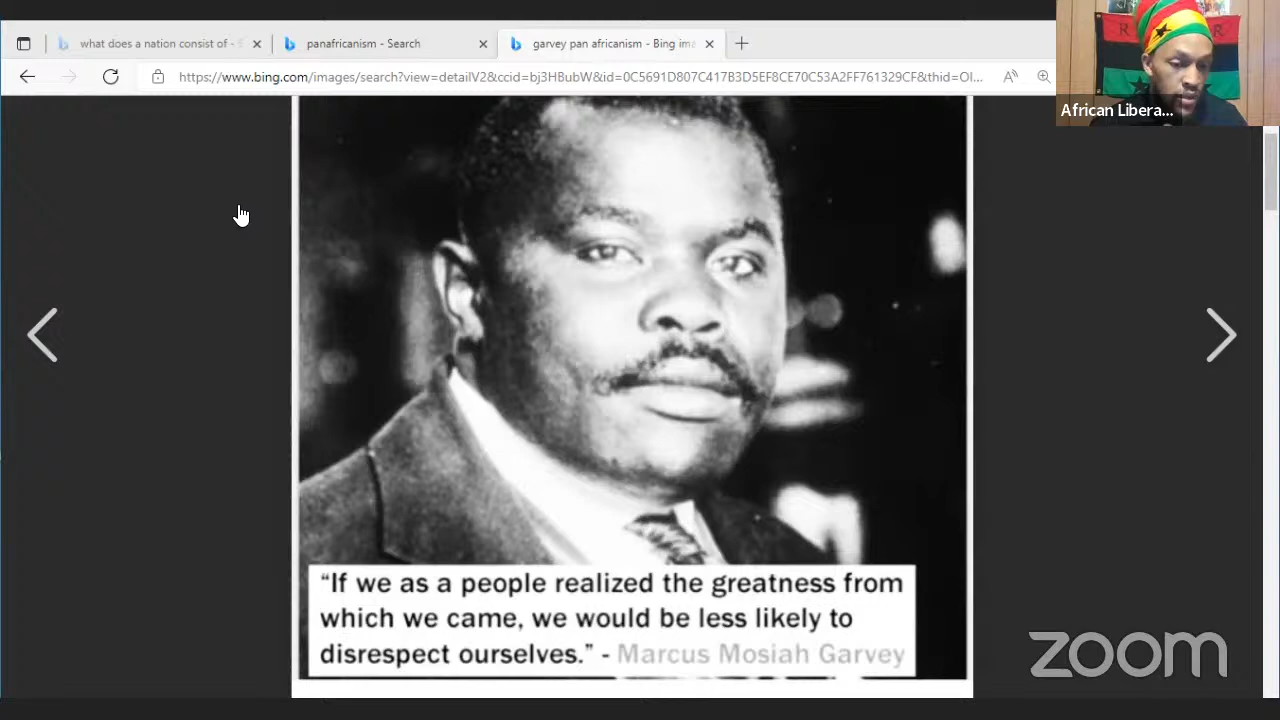 what does a nation consist of - S
panafricanism - Search
garvey pan africanism - Bing ima
https://www.bing.com/images/search?view=detailV2&ccid=bj3HBubW&id=0C5691D807C417B3D5EF8CE70C53A2FF761329CF&thid=OI...
R R
African Libera...
“If we as a people realized the greatness from
which we came, we would be less likely to
disrespect ourselves.” - Marcus Mosiah Garvey
zoom